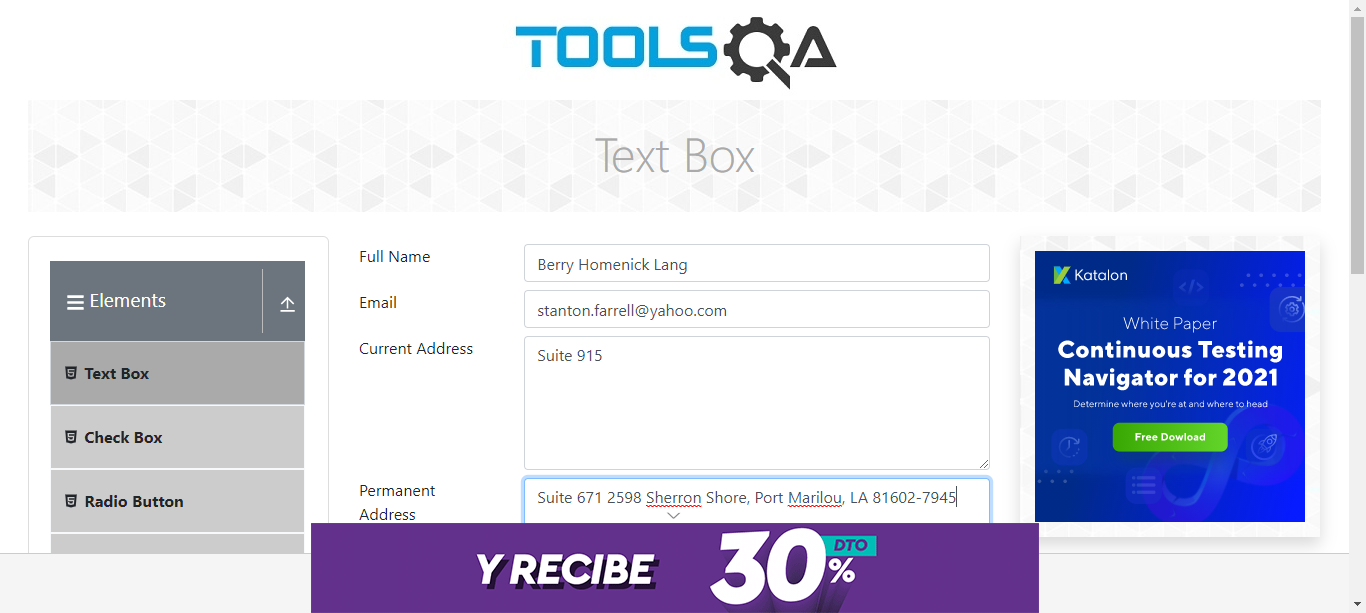 TOOLSQA
Text Box
Elements
Text Box
Check Box
Radio Button
Full Name
Berry Homenick Lang
Email
stanton.farrell@yahoo.com
Current Address
Suite 915
Permanent
Address
Suite 671 2598 Sherron Shore, Port Marilou, LA 81602-7945
Katalon
White Paper
Continuous Testing
Navigator for 2021
Determine where you're at and where to head
Free Dowload
Y RECIBE 30% DTO